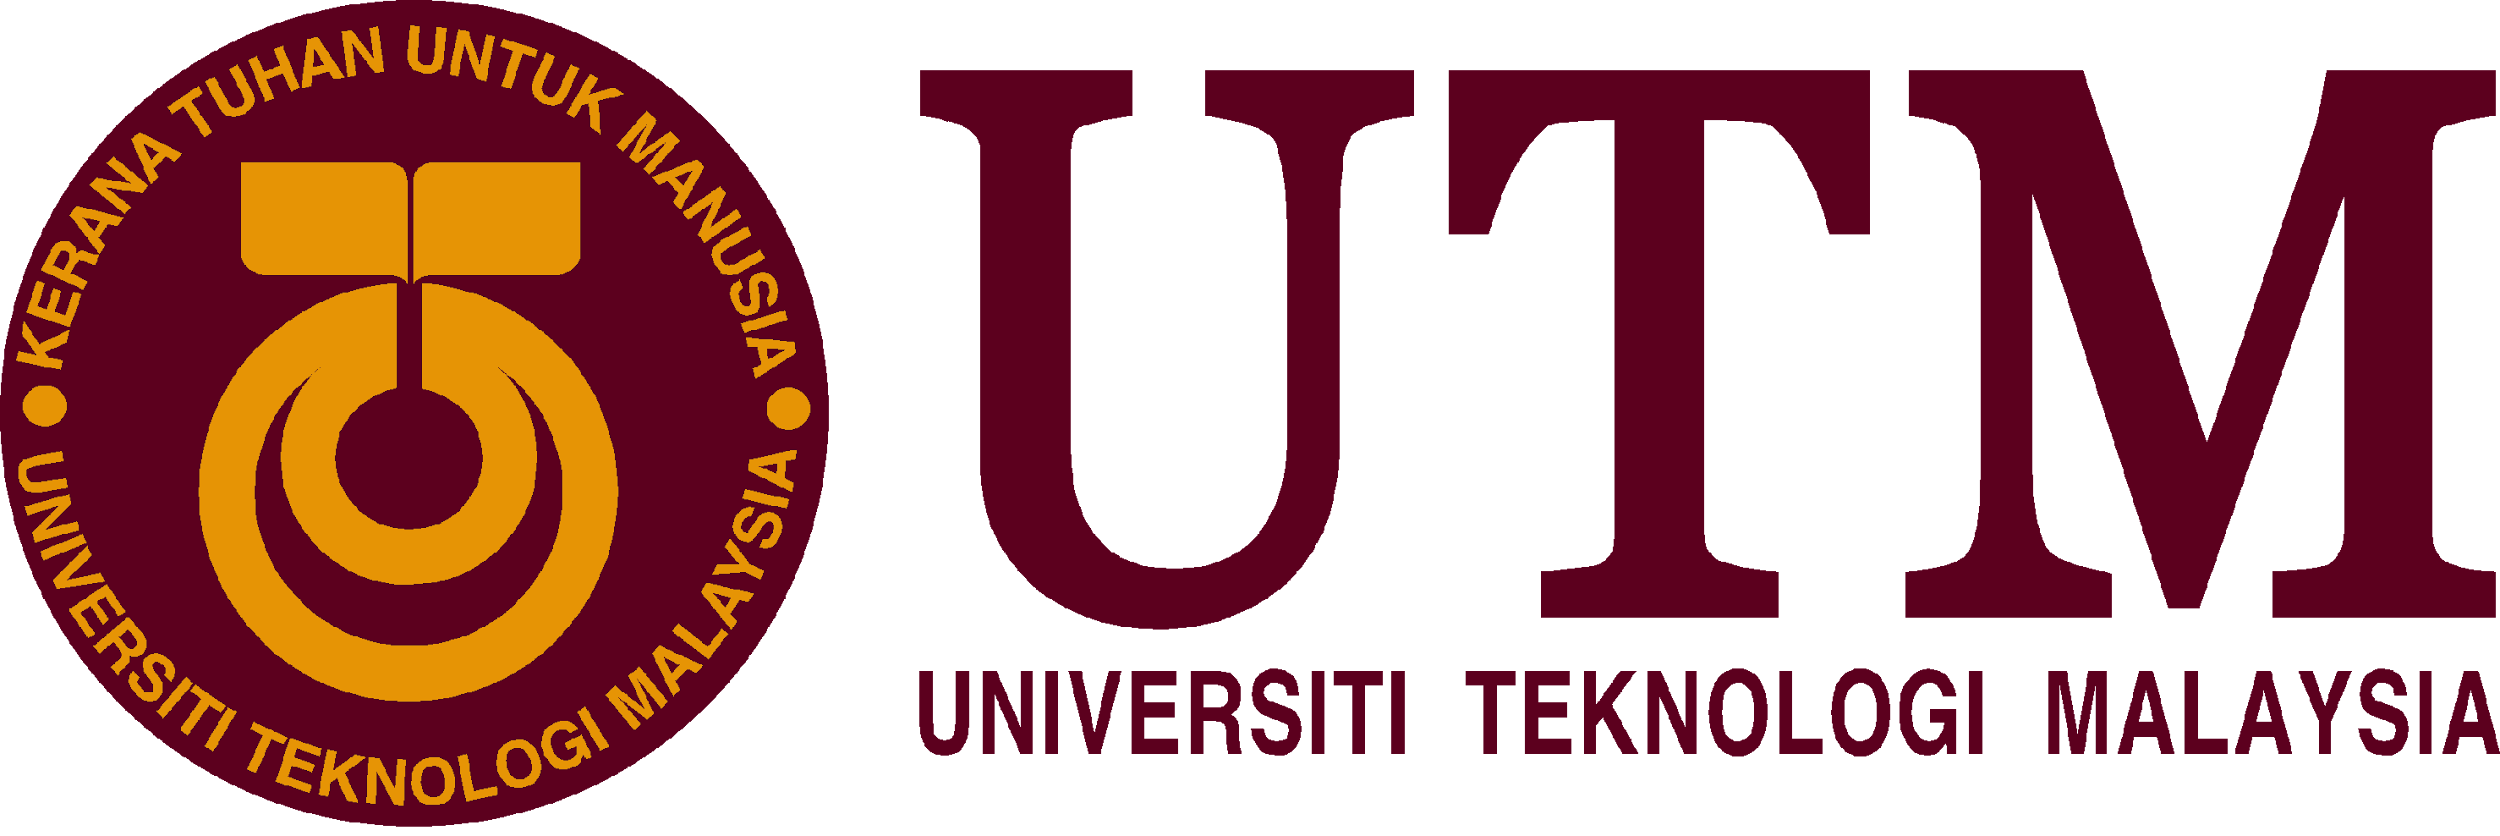 KERANA TUHAN UNTUK MANUSIA
UNIVERSITI TEKNOLOGI MALAYSIA
UTM
UNIVERSITI TEKNOLOGI MALAYSIA